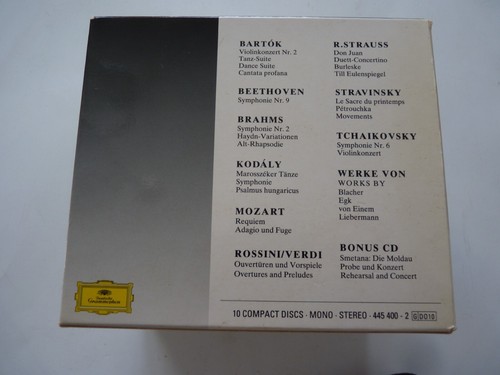 BARTÓK
Violinkonzert Nr. 2
Tanz-Suite
Dance Suite
Cantata profana
BEETHOVEN
Symphonie Nr. 9
BRAHMS
Symphonie Nr. 2
Haydn-Variationen
Alt-Rhapsodie
KODÁLY
Marosszéker Tänze
Symphonie
Psalmus hungaricus
MOZART
Requiem
Adagio und Fuge
ROSSINI/VERDI
Ouvertüren und Vorspiele
Overtures and Preludes
R.STRAUSS
Don Juan
Duett-Concertino
Burleske
Till Eulenspiegel
STRAVINSKY
Le Sacre du printemps
Pétrouchka
Movements
TCHAIKOVSKY
Symphonie Nr. 6
Violinkonzert
WERKE VON
WORKS BY
Blacher
Egk
von Einem
Liebermann
BONUS CD
Smetana: Die Moldau
Probe und Konzert
Rehearsal and Concert
Deutsche
Grammophon
10 COMPACT DISCS · MONO · STEREO · 445 400 - 2 GDO10